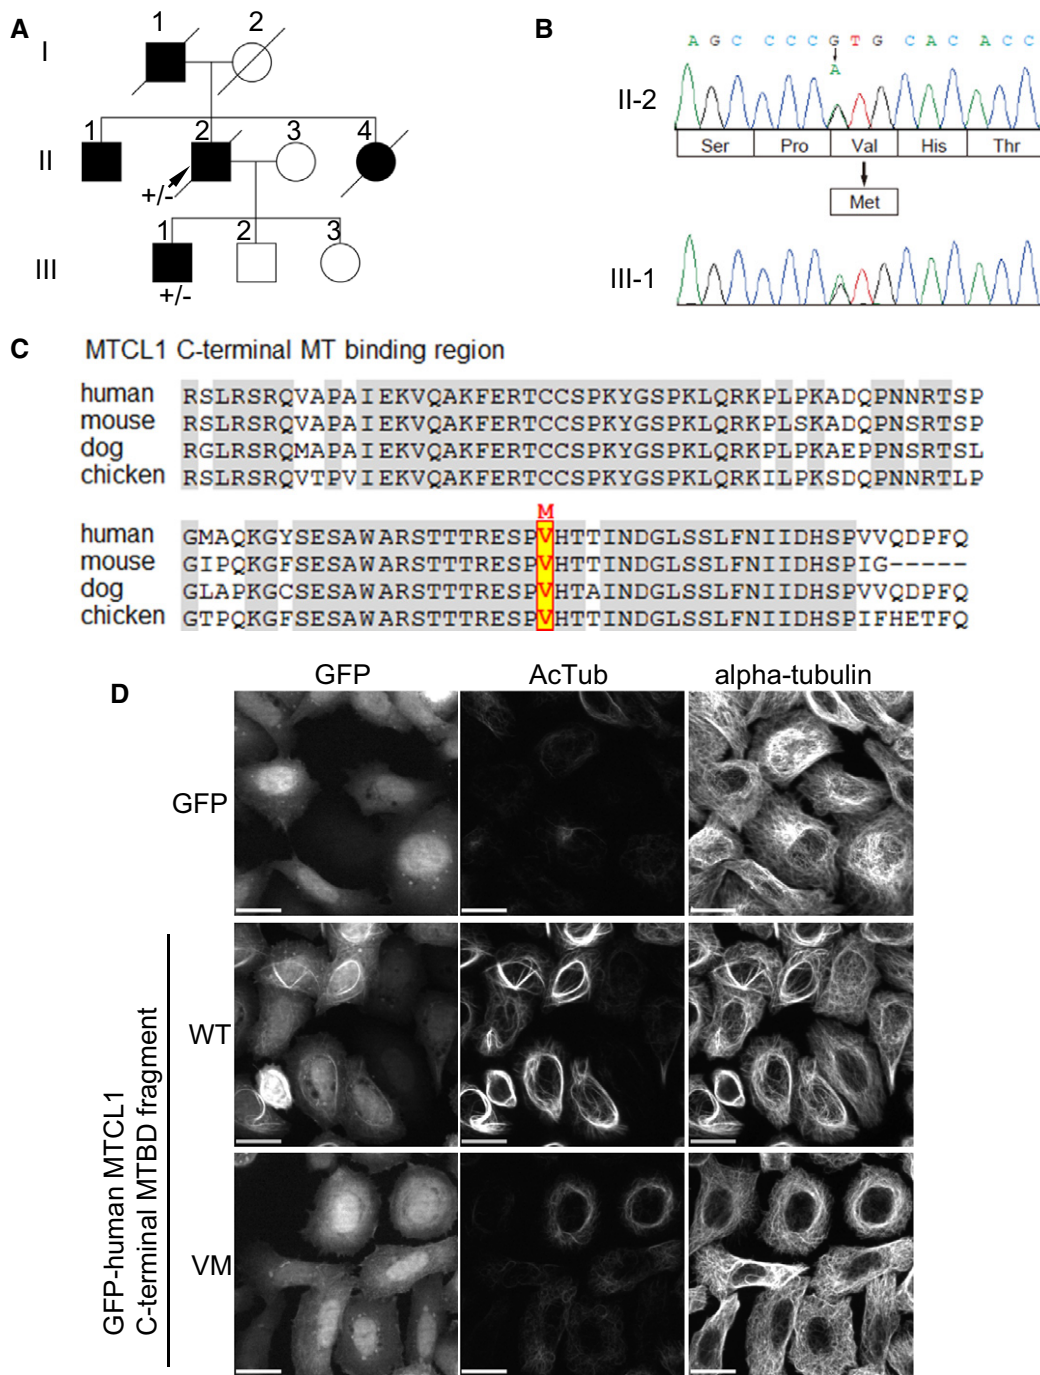 A
B
I
1
2
II
1
2
3
4
+/-
III
1
2
3
+/-
II-2
A G C C C C G T G C A C A C C
A
Ser Pro Val His Thr
Met
III-1
C
MTCL1 C-terminal MT binding region
human RSLRSRQVAPAIEKVQAKFERTCCSPKYGSPKLQRKPLPKADQPNNRTSP
mouse RSLRSRQVAPAIEKVQAKFERTCCSPKYGSPKLQRKPLSKADQPNSRTSP
dog RGLRSRQMAPAIEKVQAKFERTCCSPKYGSPKLQRKPLPKAEPPNSRTSL
chicken RSLRSRQVTPVIEKVQAKFERTCCSPKYGSPKLQRKILPKSDQPNNRTLP
M
human GMAQKGYSESAWARSTTTRESPVHTTINDGLSSLFNIIDHSPVVQDPFQ
mouse GIPQKGFSESAWARSTTTRESPVHTTINDGLSSLFNIIDHSPIG-----
dog GLAPKGCSESAWARSTTTRESPVHTAINDGLSSLFNIIDHSPVVQDPFQ
chicken GTPQKGFSESAWARSTTTRESPVHTTINDGLSSLFNIIDHSPIFHETFQ
D
GFP AcTub alpha-tubulin
GFP
WT
VM
GFP-human MTCL1
C-terminal MTBD fragment